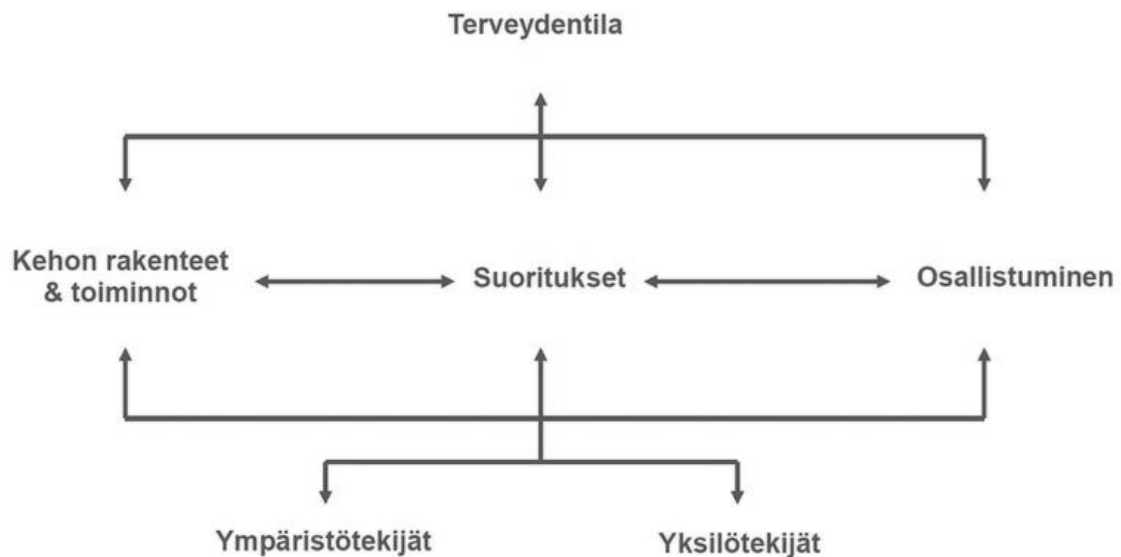 Terveydentila
Kehon rakenteet
& toiminnot
Suoritukset
Osallistuminen
Ympäristötekijät
Yksilötekijät